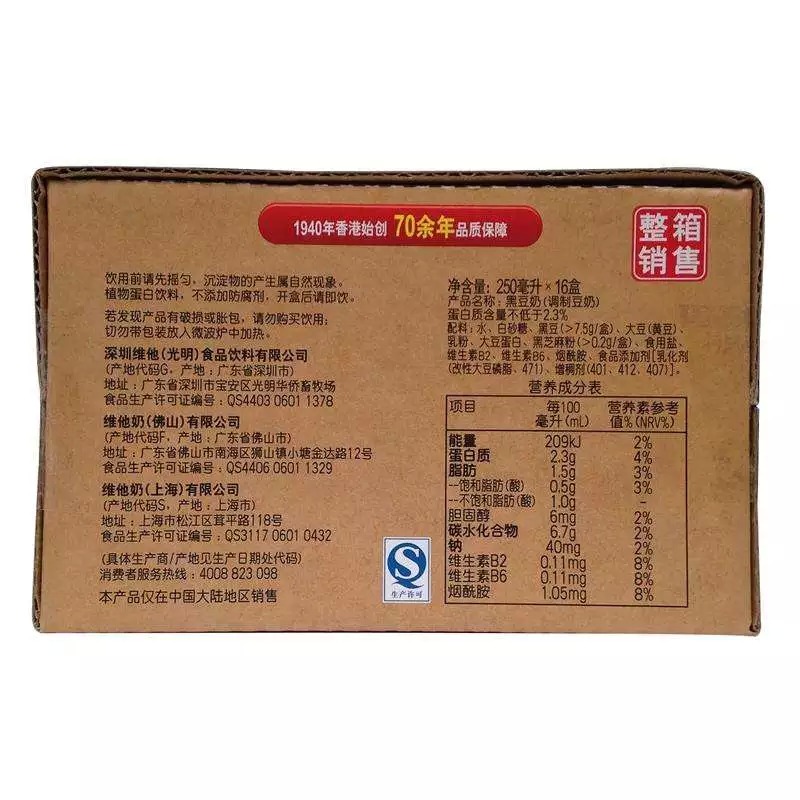 1940年香港始创 70余年品质保障
整箱
销售
饮用前请先摇匀，沉淀物的产生属自然现象。
植物蛋白饮料，不添加防腐剂，开盒后请即饮。
若发现产品有破损或胀包，请勿购买饮用；
切勿带包装放入微波炉中加热。
深圳维他(光明)食品饮料有限公司
(产地代码G，产地：广东省深圳市)
地址：广东省深圳市宝安区光明华侨畜牧场
食品生产许可证编号：QS4403 0601 1378
维他奶(佛山)有限公司
(产地代码F，产地：广东省佛山市)
地址：广东省佛山市南海区狮山镇小塘金达路12号
食品生产许可证编号：QS4406 0601 1329
维他奶(上海)有限公司
(产地代码S，产地：上海市)
地址：上海市松江区茸平路118号
食品生产许可证编号：QS3117 0601 0432
(具体生产商/产地见生产日期处代码)
消费者服务热线：4008 823 098
本产品仅在中国大陆地区销售
QS
生产许可
净含量：250毫升×16盒
产品名称：黑豆奶(调制豆奶)
蛋白质含量不低于2.3%
配料：水、白砂糖、黑豆(>7.5g/盒)、大豆(黄豆)、
乳粉、大豆蛋白、黑芝麻粉(>0.2g/盒)、食用盐、
维生素B2、维生素B6、烟酰胺、食品添加剂[乳化剂
(改性大豆磷脂、471)、增稠剂(401、412、407)]。
营养成分表
项目 每100毫升(mL) 营养素参考值%(NRV%)
能量 209kJ 2%
蛋白质 2.3g 4%
脂肪 1.5g 3%
--饱和脂肪(酸) 0.5g 3%
--不饱和脂肪(酸) 1.0g -
胆固醇 6mg 2%
碳水化合物 6.7g 2%
钠 40mg 2%
维生素B2 0.11mg 8%
维生素B6 0.11mg 8%
烟酰胺 1.05mg 8%